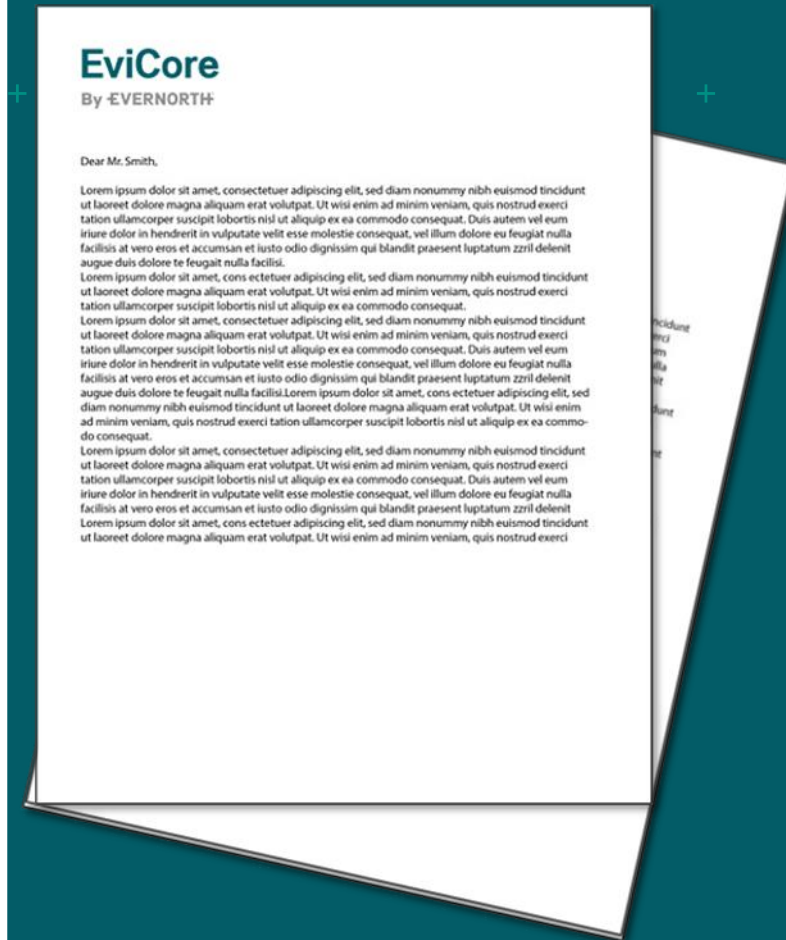 EviCore
By EVERNORTH
Dear Mr. Smith,
Lorem ipsum dolor sit amet, consectetuer adipiscing elit, sed diam nonummy nibh euismod tincidunt
ut laoreet dolore magna aliquam erat volutpat. Ut wisi enim ad minim veniam, quis nostrud exerci
tation ullamcorper suscipit lobortis nisl ut aliquip ex ea commodo consequat. Duis autem vel eum
iriure dolor in hendrerit in vulputate velit esse molestie consequat, vel illum dolore eu feugiat nulla
facilisis at vero eros et accumsan et iusto odio dignissim qui blandit praesent luptatum zzril delenit
augue duis dolore te feugait nulla facilisi.
Lorem ipsum dolor sit amet, cons ectetuer adipiscing elit, sed diam nonummy nibh euismod tincidunt
ut laoreet dolore magna aliquam erat volutpat. Ut wisi enim ad minim veniam, quis nostrud exerci
tation ullamcorper suscipit lobortis nisl ut aliquip ex ea commodo consequat.
Lorem ipsum dolor sit amet, consectetuer adipiscing elit, sed diam nonummy nibh euismod tincidunt
ut laoreet dolore magna aliquam erat volutpat. Ut wisi enim ad minim veniam, quis nostrud exerci
tation ullamcorper suscipit lobortis nisl ut aliquip ex ea commodo consequat. Duis autem vel eum
iriure dolor in hendrerit in vulputate velit esse molestie consequat, vel illum dolore eu feugiat nulla
facilisis at vero eros et accumsan et iusto odio dignissim qui blandit praesent luptatum zzril delenit
augue duis dolore te feugait nulla facilisi.Lorem ipsum dolor sit amet, cons ectetuer adipiscing elit, sed
diam nonummy nibh euismod tincidunt ut laoreet dolore magna aliquam erat volutpat. Ut wisi enim
ad minim veniam, quis nostrud exerci tation ullamcorper suscipit lobortis nisl ut aliquip ex ea commo-
do consequat.
Lorem ipsum dolor sit amet, consectetuer adipiscing elit, sed diam nonummy nibh euismod tincidunt
ut laoreet dolore magna aliquam erat volutpat. Ut wisi enim ad minim veniam, quis nostrud exerci
tation ullamcorper suscipit lobortis nisl ut aliquip ex ea commodo consequat. Duis autem vel eum
iriure dolor in hendrerit in vulputate velit esse molestie consequat, vel illum dolore eu feugiat nulla
facilisis at vero eros et accumsan et iusto odio dignissim qui blandit praesent luptatum zzril delenit
Lorem ipsum dolor sit amet, cons ectetuer adipiscing elit, sed diam nonummy nibh euismod tincidunt
ut laoreet dolore magna aliquam erat volutpat. Ut wisi enim ad minim veniam, quis nostrud exerci